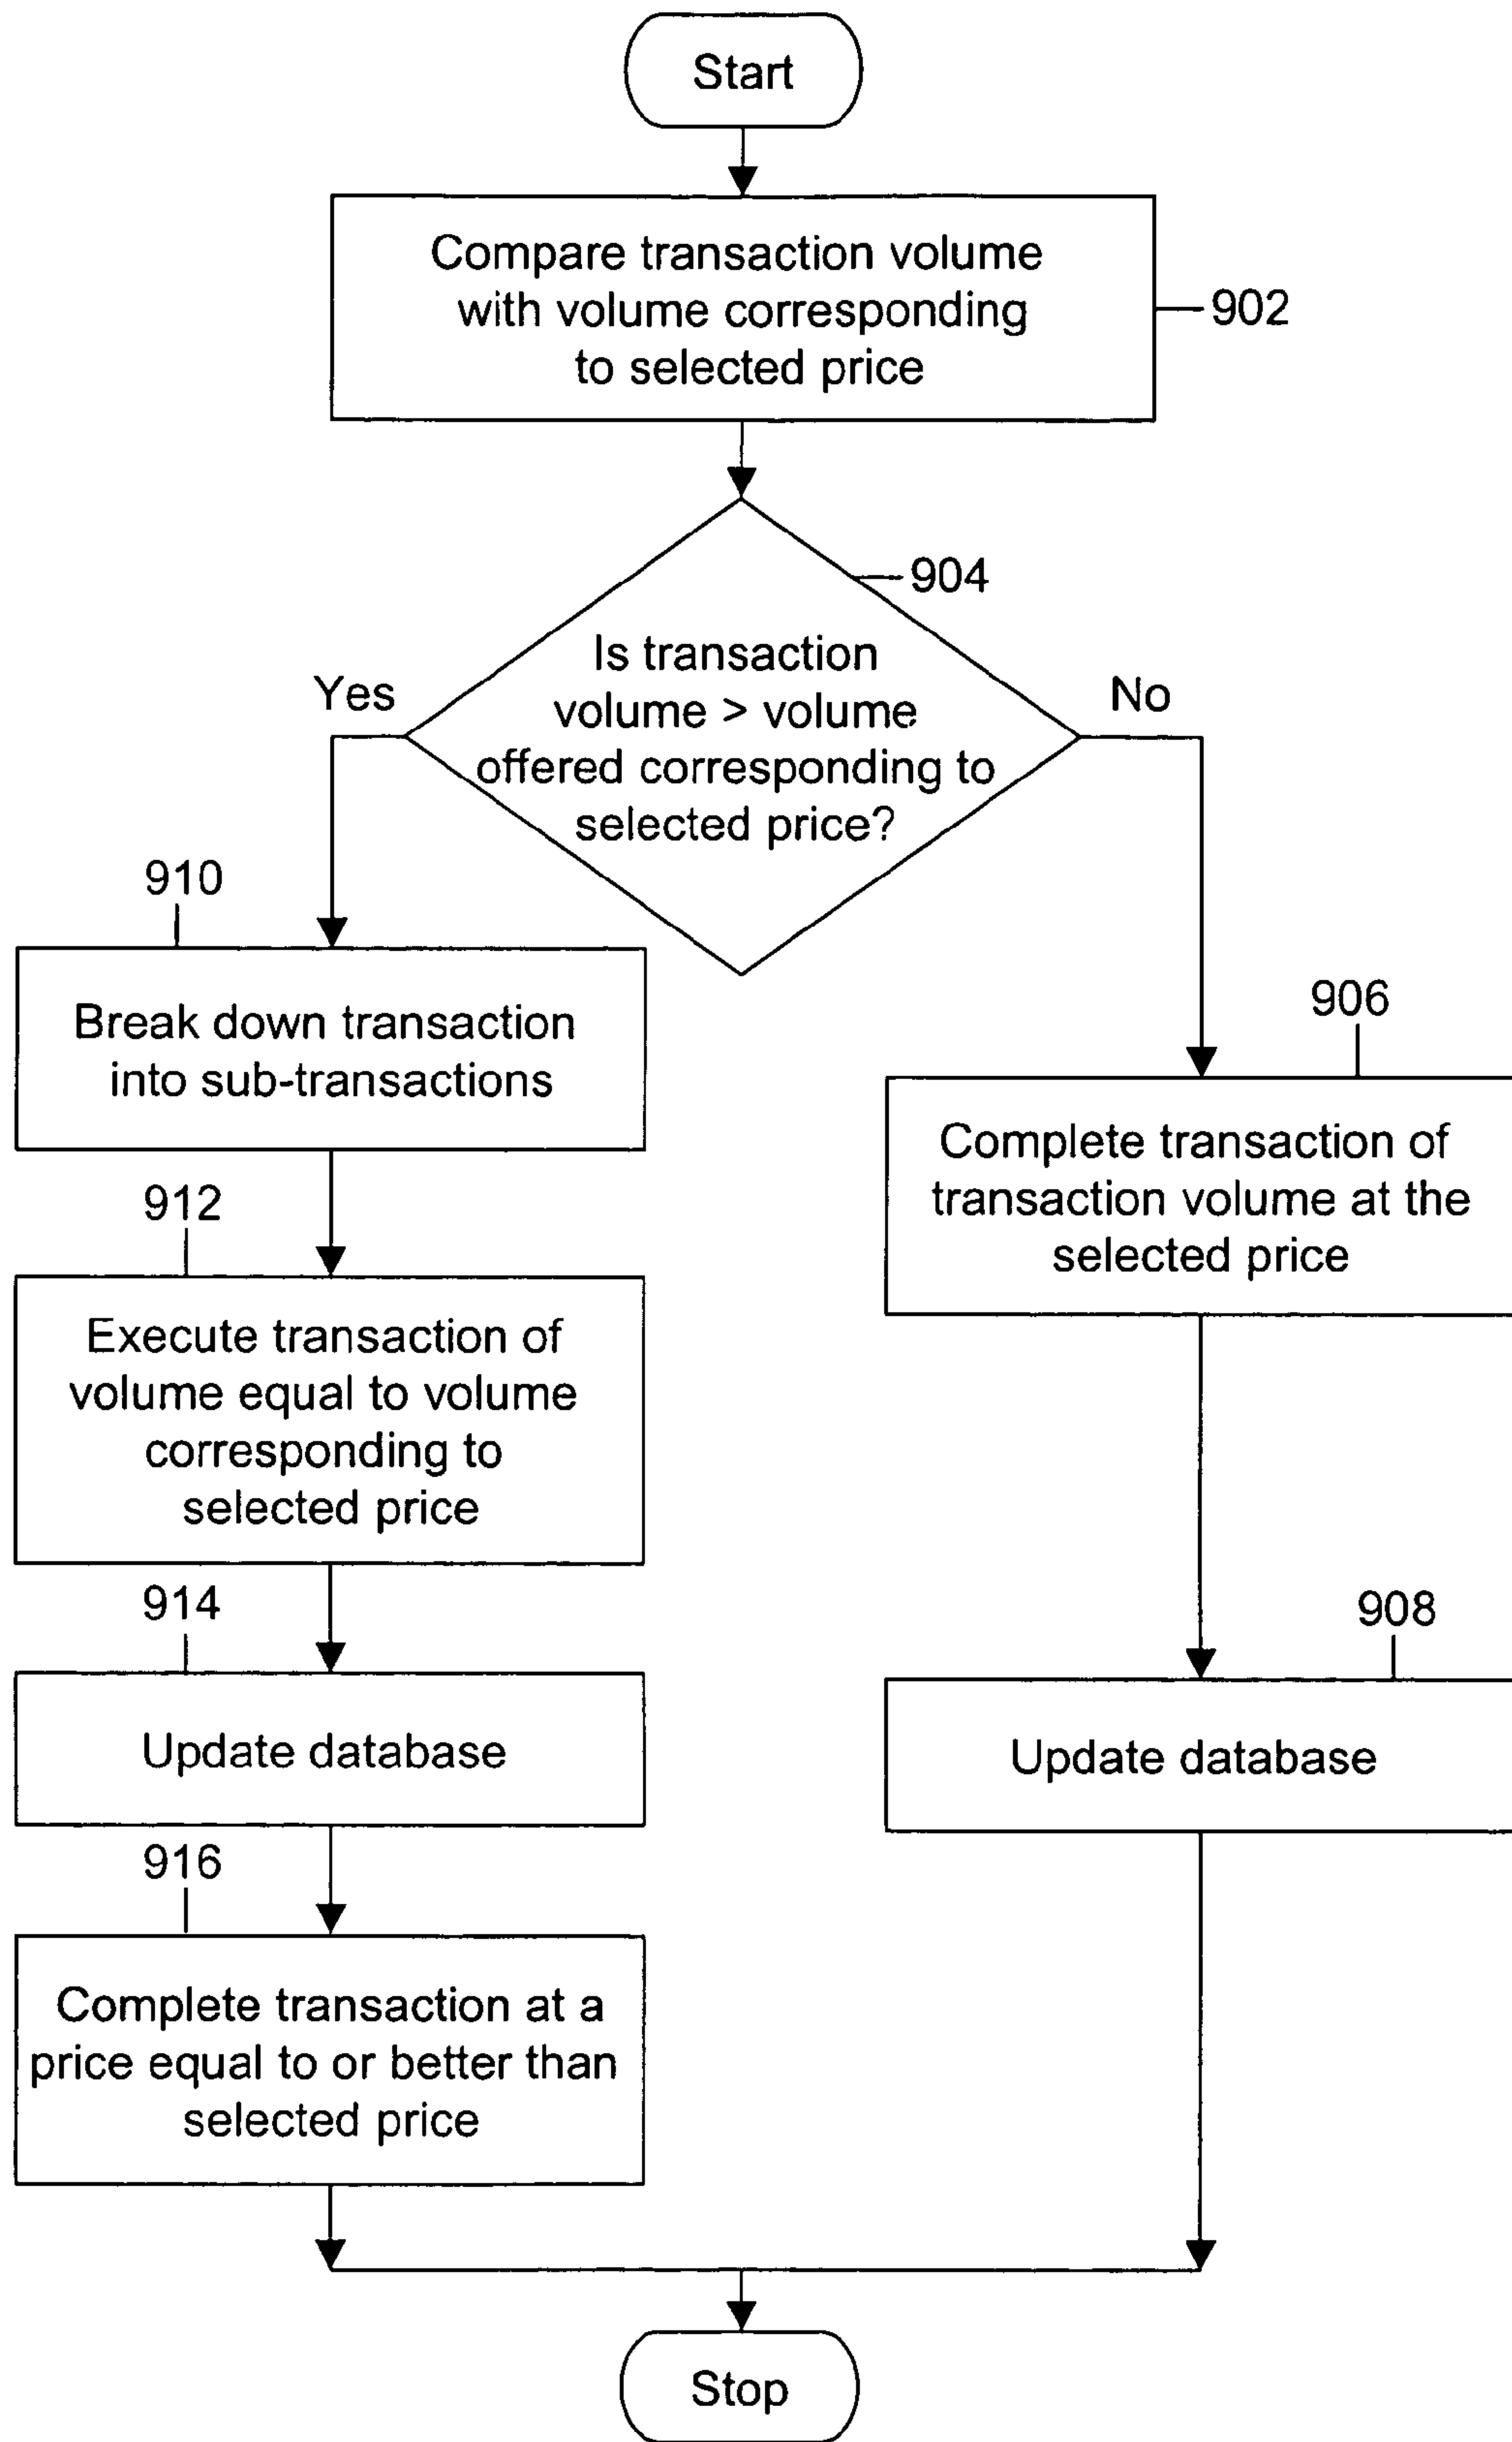 Start
Compare transaction volume
with volume corresponding
to selected price
902
904
Is transaction
volume > volume
offered corresponding to
selected price?
Yes
No
910
Break down transaction
into sub-transactions
906
Complete transaction of
transaction volume at the
selected price
912
Execute transaction of
volume equal to volume
corresponding to
selected price
914
Update database
908
Update database
916
Complete transaction at a
price equal to or better than
selected price
Stop